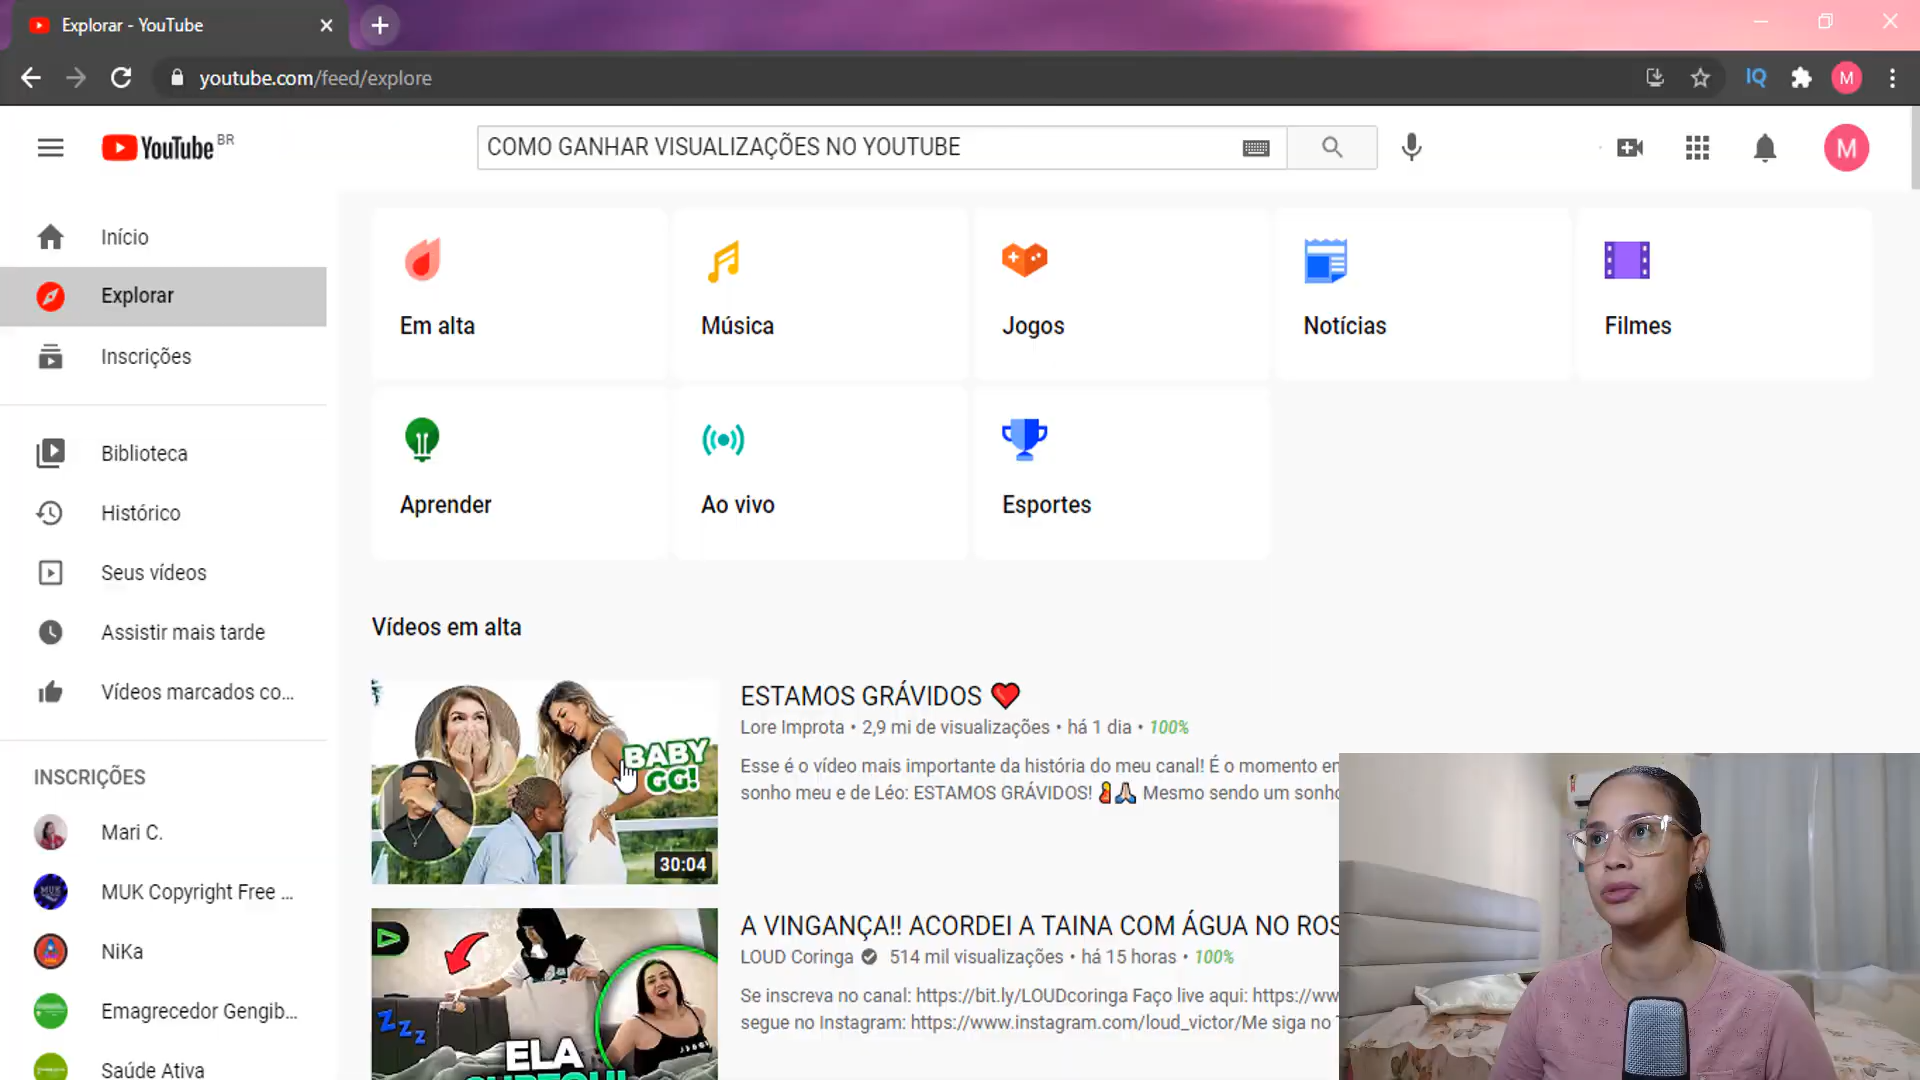 Explorar - YouTube
youtube.com/feed/explore
IQ
M
YouTube BR
COMO GANHAR VISUALIZAÇÕES NO YOUTUBE
M
Início
Explorar
Inscrições
Biblioteca
Histórico
Seus vídeos
Assistir mais tarde
Vídeos marcados co...
INSCRIÇÕES
Mari C.
MUK Copyright Free ...
NiKa
Emagrecedor Gengib...
Saúde Ativa
Em alta
Música
Jogos
Notícias
Filmes
Aprender
Ao vivo
Esportes
Vídeos em alta
BABY
GG!
30:04
ESTAMOS GRÁVIDOS ❤️
Lore Improta • 2,9 mi de visualizações • há 1 dia • 100%
Esse é o vídeo mais importante da história do meu canal! É o momento en
sonho meu e de Léo: ESTAMOS GRÁVIDOS! 🤰🙏🏻 Mesmo sendo um sonho
ZZZ
ELA
A VINGANÇA!! ACORDEI A TAINA COM ÁGUA NO ROS
LOUD Coringa 514 mil visualizações • há 15 horas • 100%
Se inscreva no canal: https://bit.ly/LOUDcoringa Faço live aqui: https://ww
segue no Instagram: https://www.instagram.com/loud_victor/Me siga no